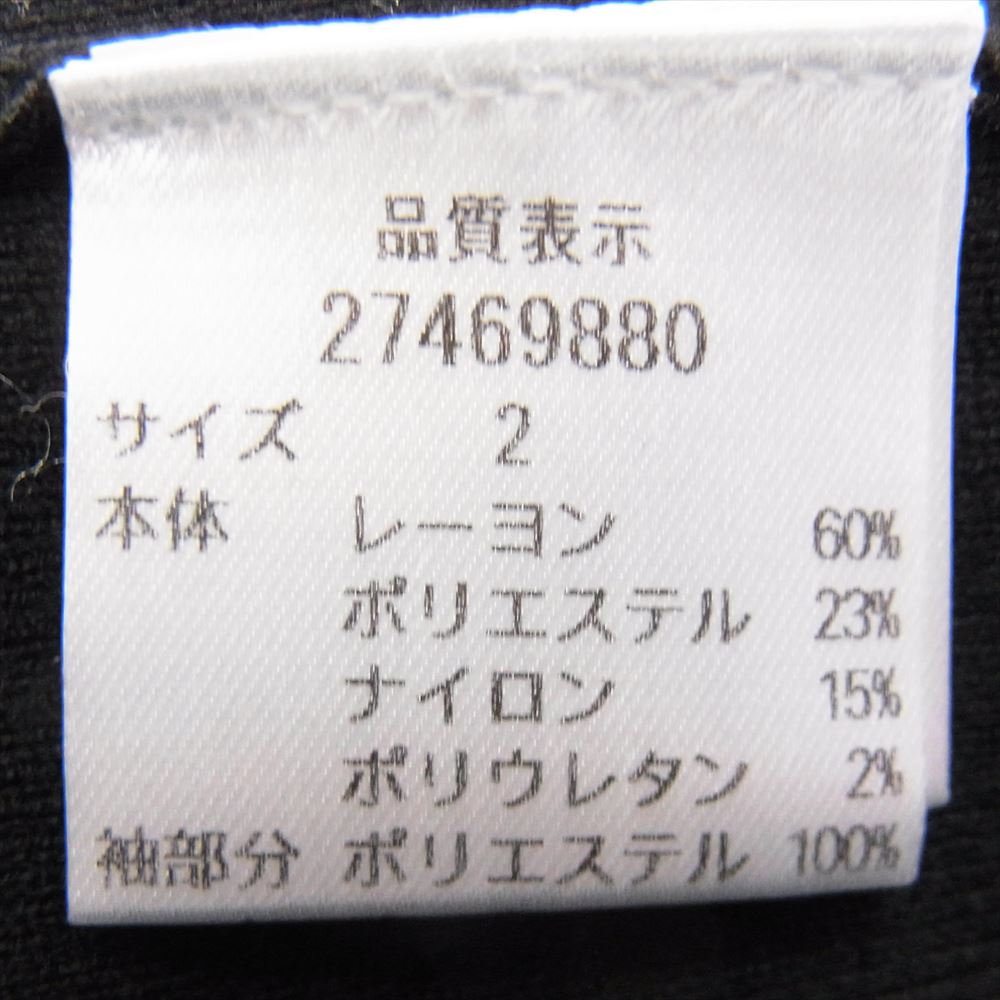 品質表示
27469880
サイズ 2
本体 レーヨン 60%
ポリエステル 23%
ナイロン 15%
ポリウレタン 2%
袖部分 ポリエステル 100%